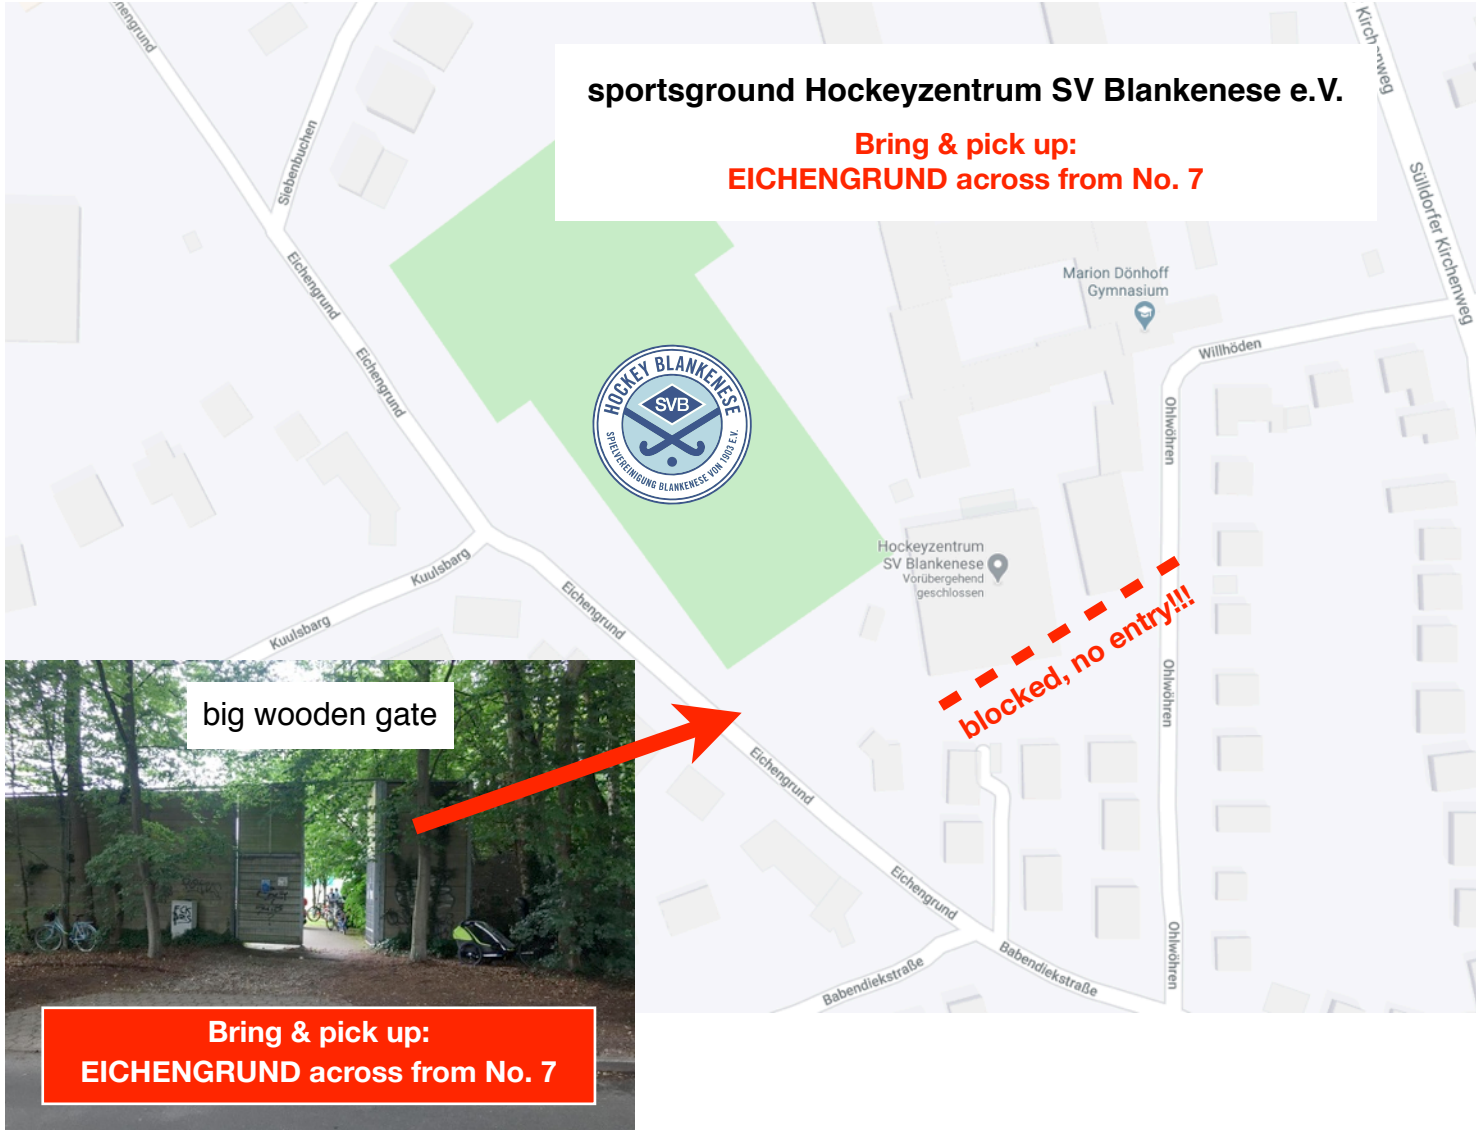 sportsground Hockeyzentrum SV Blankenese e.V.
Bring & pick up:
EICHENGRUND across from No. 7
Kirchenweg
Sülldorfer Kirchenweg
Siebenbuchen
Eichengrund
Eichengrund
Marion Dönhoff
Gymnasium
Willhöden
Ohlwöhren
HOCKEY BLANKENESE
SVB
SPIELVEREINIGUNG BLANKENESE VON 1903 E.V.
Hockeyzentrum
SV Blankenese
Vorübergehend
geschlossen
blocked, no entry!!!
Kuulsbarg
Kuulsbarg
Eichengrund
Ohlwöhren
big wooden gate
Eichengrund
Eichengrund
Ohlwöhren
Babendiekstraße
Babendiekstraße
Bring & pick up:
EICHENGRUND across from No. 7